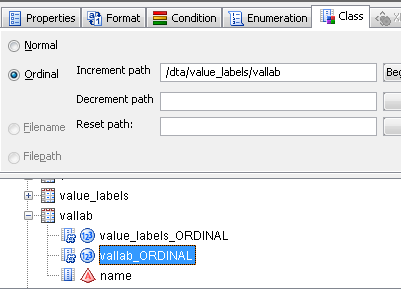 Properties Format Condition Enumeration Class
Normal
Ordinal Increment path /dta/value_labels/vallab
Decrement path
Filename Reset path:
Filepath
value_labels
vallab
value_labels_ORDINAL
vallab_ORDINAL
name